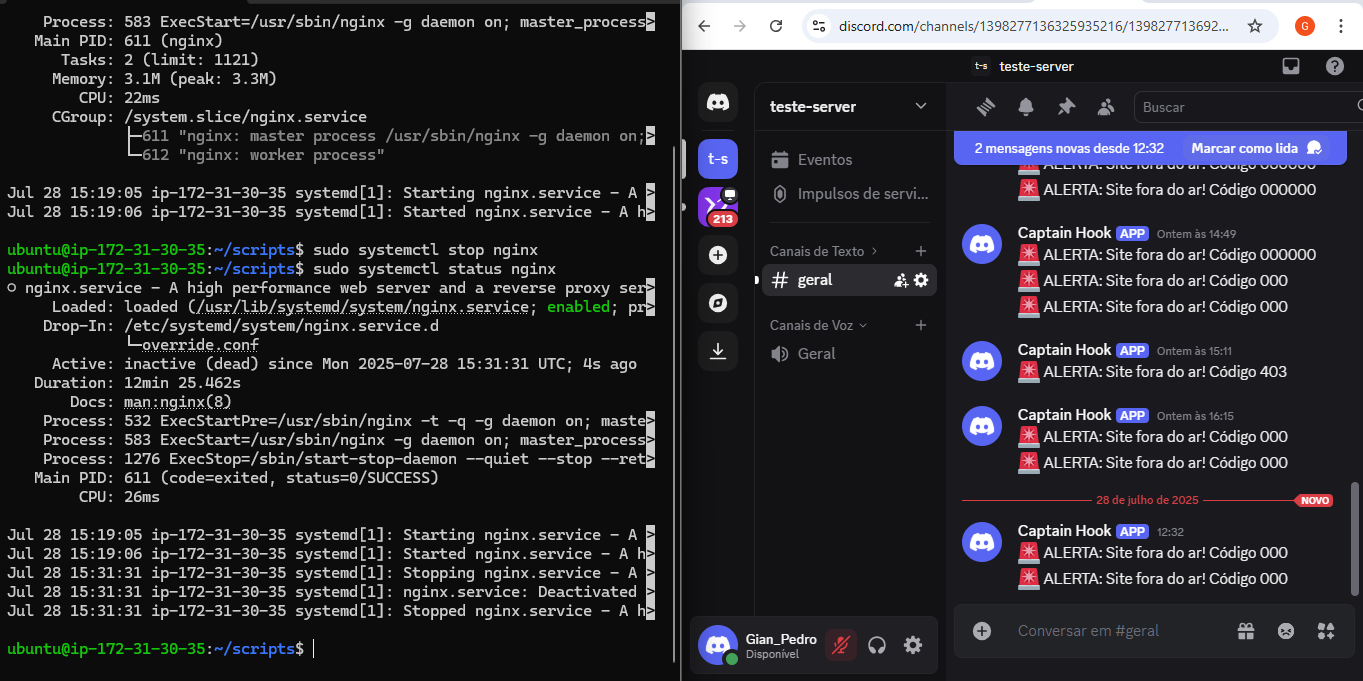 Process: 583 ExecStart=/usr/sbin/nginx -g daemon on; master_process>
Main PID: 611 (nginx)
Tasks: 2 (limit: 1121)
Memory: 3.1M (peak: 3.3M)
CPU: 22ms
CGroup: /system.slice/nginx.service
├─611 "nginx: master process /usr/sbin/nginx -g daemon on;>
└─612 "nginx: worker process"
Jul 28 15:19:05 ip-172-31-30-35 systemd[1]: Starting nginx.service - A >
Jul 28 15:19:06 ip-172-31-30-35 systemd[1]: Started nginx.service - A h>
ubuntu@ip-172-31-30-35:~/scripts$ sudo systemctl stop nginx
ubuntu@ip-172-31-30-35:~/scripts$ sudo systemctl status nginx
○ nginx.service - A high performance web server and a reverse proxy ser>
Loaded: loaded (/usr/lib/systemd/system/nginx.service; enabled; pr>
Drop-In: /etc/systemd/system/nginx.service.d
└─override.conf
Active: inactive (dead) since Mon 2025-07-28 15:31:31 UTC; 4s ago
Duration: 12min 25.462s
Docs: man:nginx(8)
Process: 532 ExecStartPre=/usr/sbin/nginx -t -q -g daemon on; maste>
Process: 583 ExecStart=/usr/sbin/nginx -g daemon on; master_process>
Process: 1276 ExecStop=/sbin/start-stop-daemon --quiet --stop --ret>
Main PID: 611 (code=exited, status=0/SUCCESS)
CPU: 26ms
Jul 28 15:19:05 ip-172-31-30-35 systemd[1]: Starting nginx.service - A >
Jul 28 15:19:06 ip-172-31-30-35 systemd[1]: Started nginx.service - A h>
Jul 28 15:31:31 ip-172-31-30-35 systemd[1]: Stopping nginx.service - A >
Jul 28 15:31:31 ip-172-31-30-35 systemd[1]: nginx.service: Deactivated >
Jul 28 15:31:31 ip-172-31-30-35 systemd[1]: Stopped nginx.service - A h>
ubuntu@ip-172-31-30-35:~/scripts$
discord.com/channels/1398277136325935216/139827713692...
G
t-s teste-server
teste-server
t-s
213
Eventos
Impulsos de servi...
Canais de Texto
geral
Canais de Voz
Geral
Gian_Pedro
Disponível
Buscar
2 mensagens novas desde 12:32 Marcar como lida
ALERTA: Site fora do ar! Código 000000
ALERTA: Site fora do ar! Código 000000
Captain Hook APP Ontem às 14:49
ALERTA: Site fora do ar! Código 000000
ALERTA: Site fora do ar! Código 000
ALERTA: Site fora do ar! Código 000
Captain Hook APP Ontem às 15:11
ALERTA: Site fora do ar! Código 403
Captain Hook APP Ontem às 16:15
ALERTA: Site fora do ar! Código 000
ALERTA: Site fora do ar! Código 000
28 de julho de 2025 NOVO
Captain Hook APP 12:32
ALERTA: Site fora do ar! Código 000
ALERTA: Site fora do ar! Código 000
Conversar em #geral